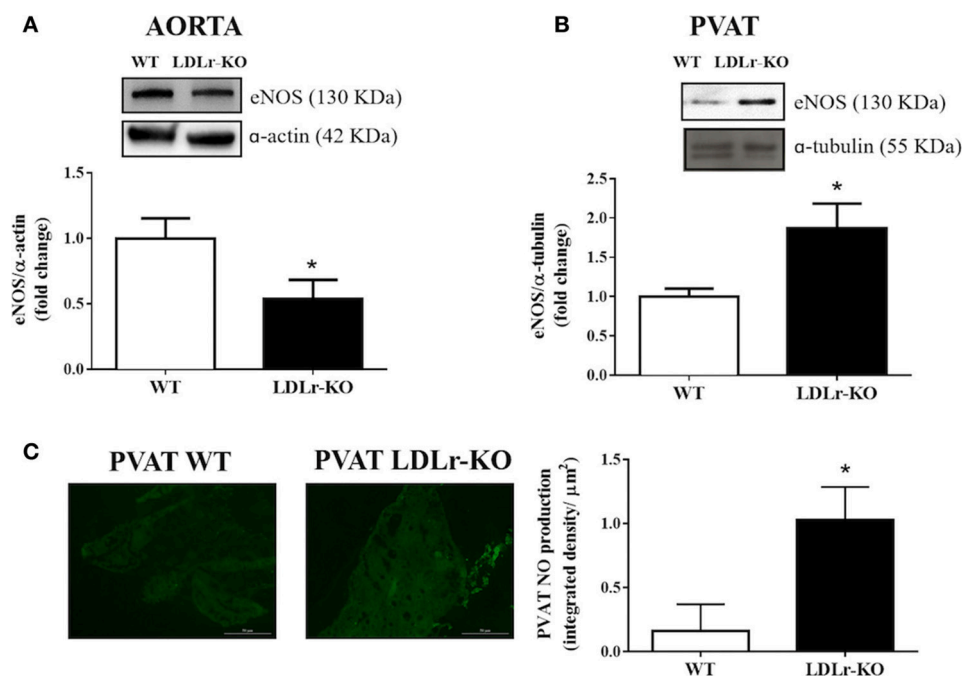 A
AORTA
WT LDLr-KO
eNOS (130 KDa)
α-actin (42 KDa)
eNOS/α-actin
(fold change)
1.5
1.0
0.5
0.0
*
WT
LDLr-KO
B
PVAT
WT LDLr-KO
eNOS (130 KDa)
α-tubulin (55 KDa)
eNOS/α-tubulin
(fold change)
2.5
2.0
1.5
1.0
0.5
0.0
*
WT
LDLr-KO
C
PVAT WT
PVAT LDLr-KO
PVAT NO production
(integrated density/ μm²)
1.5
1.0
0.5
0.0
*
WT
LDLr-KO